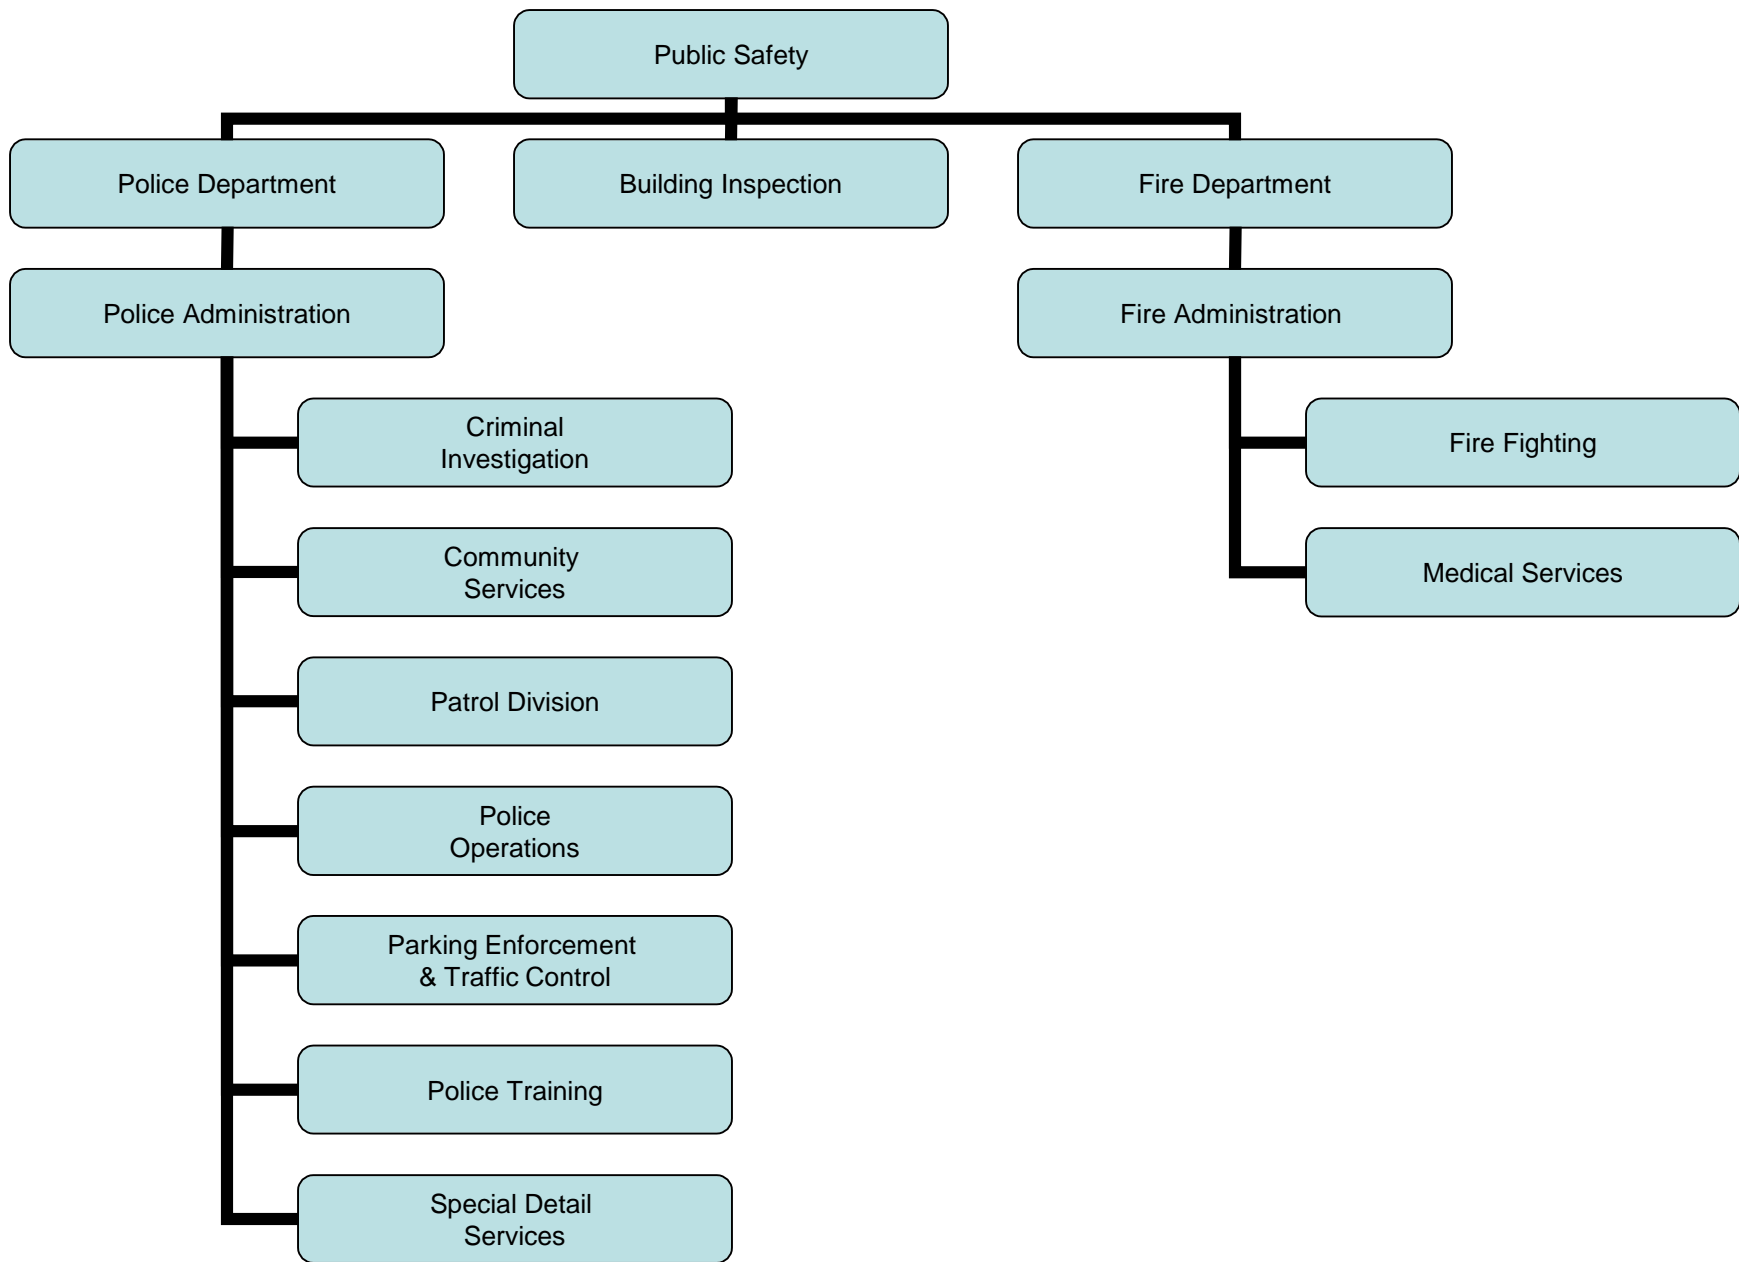 Public Safety
Police Department
Building Inspection
Fire Department
Police Administration
Fire Administration
Criminal
Investigation
Fire Fighting
Community
Services
Medical Services
Patrol Division
Police
Operations
Parking Enforcement
& Traffic Control
Police Training
Special Detail
Services